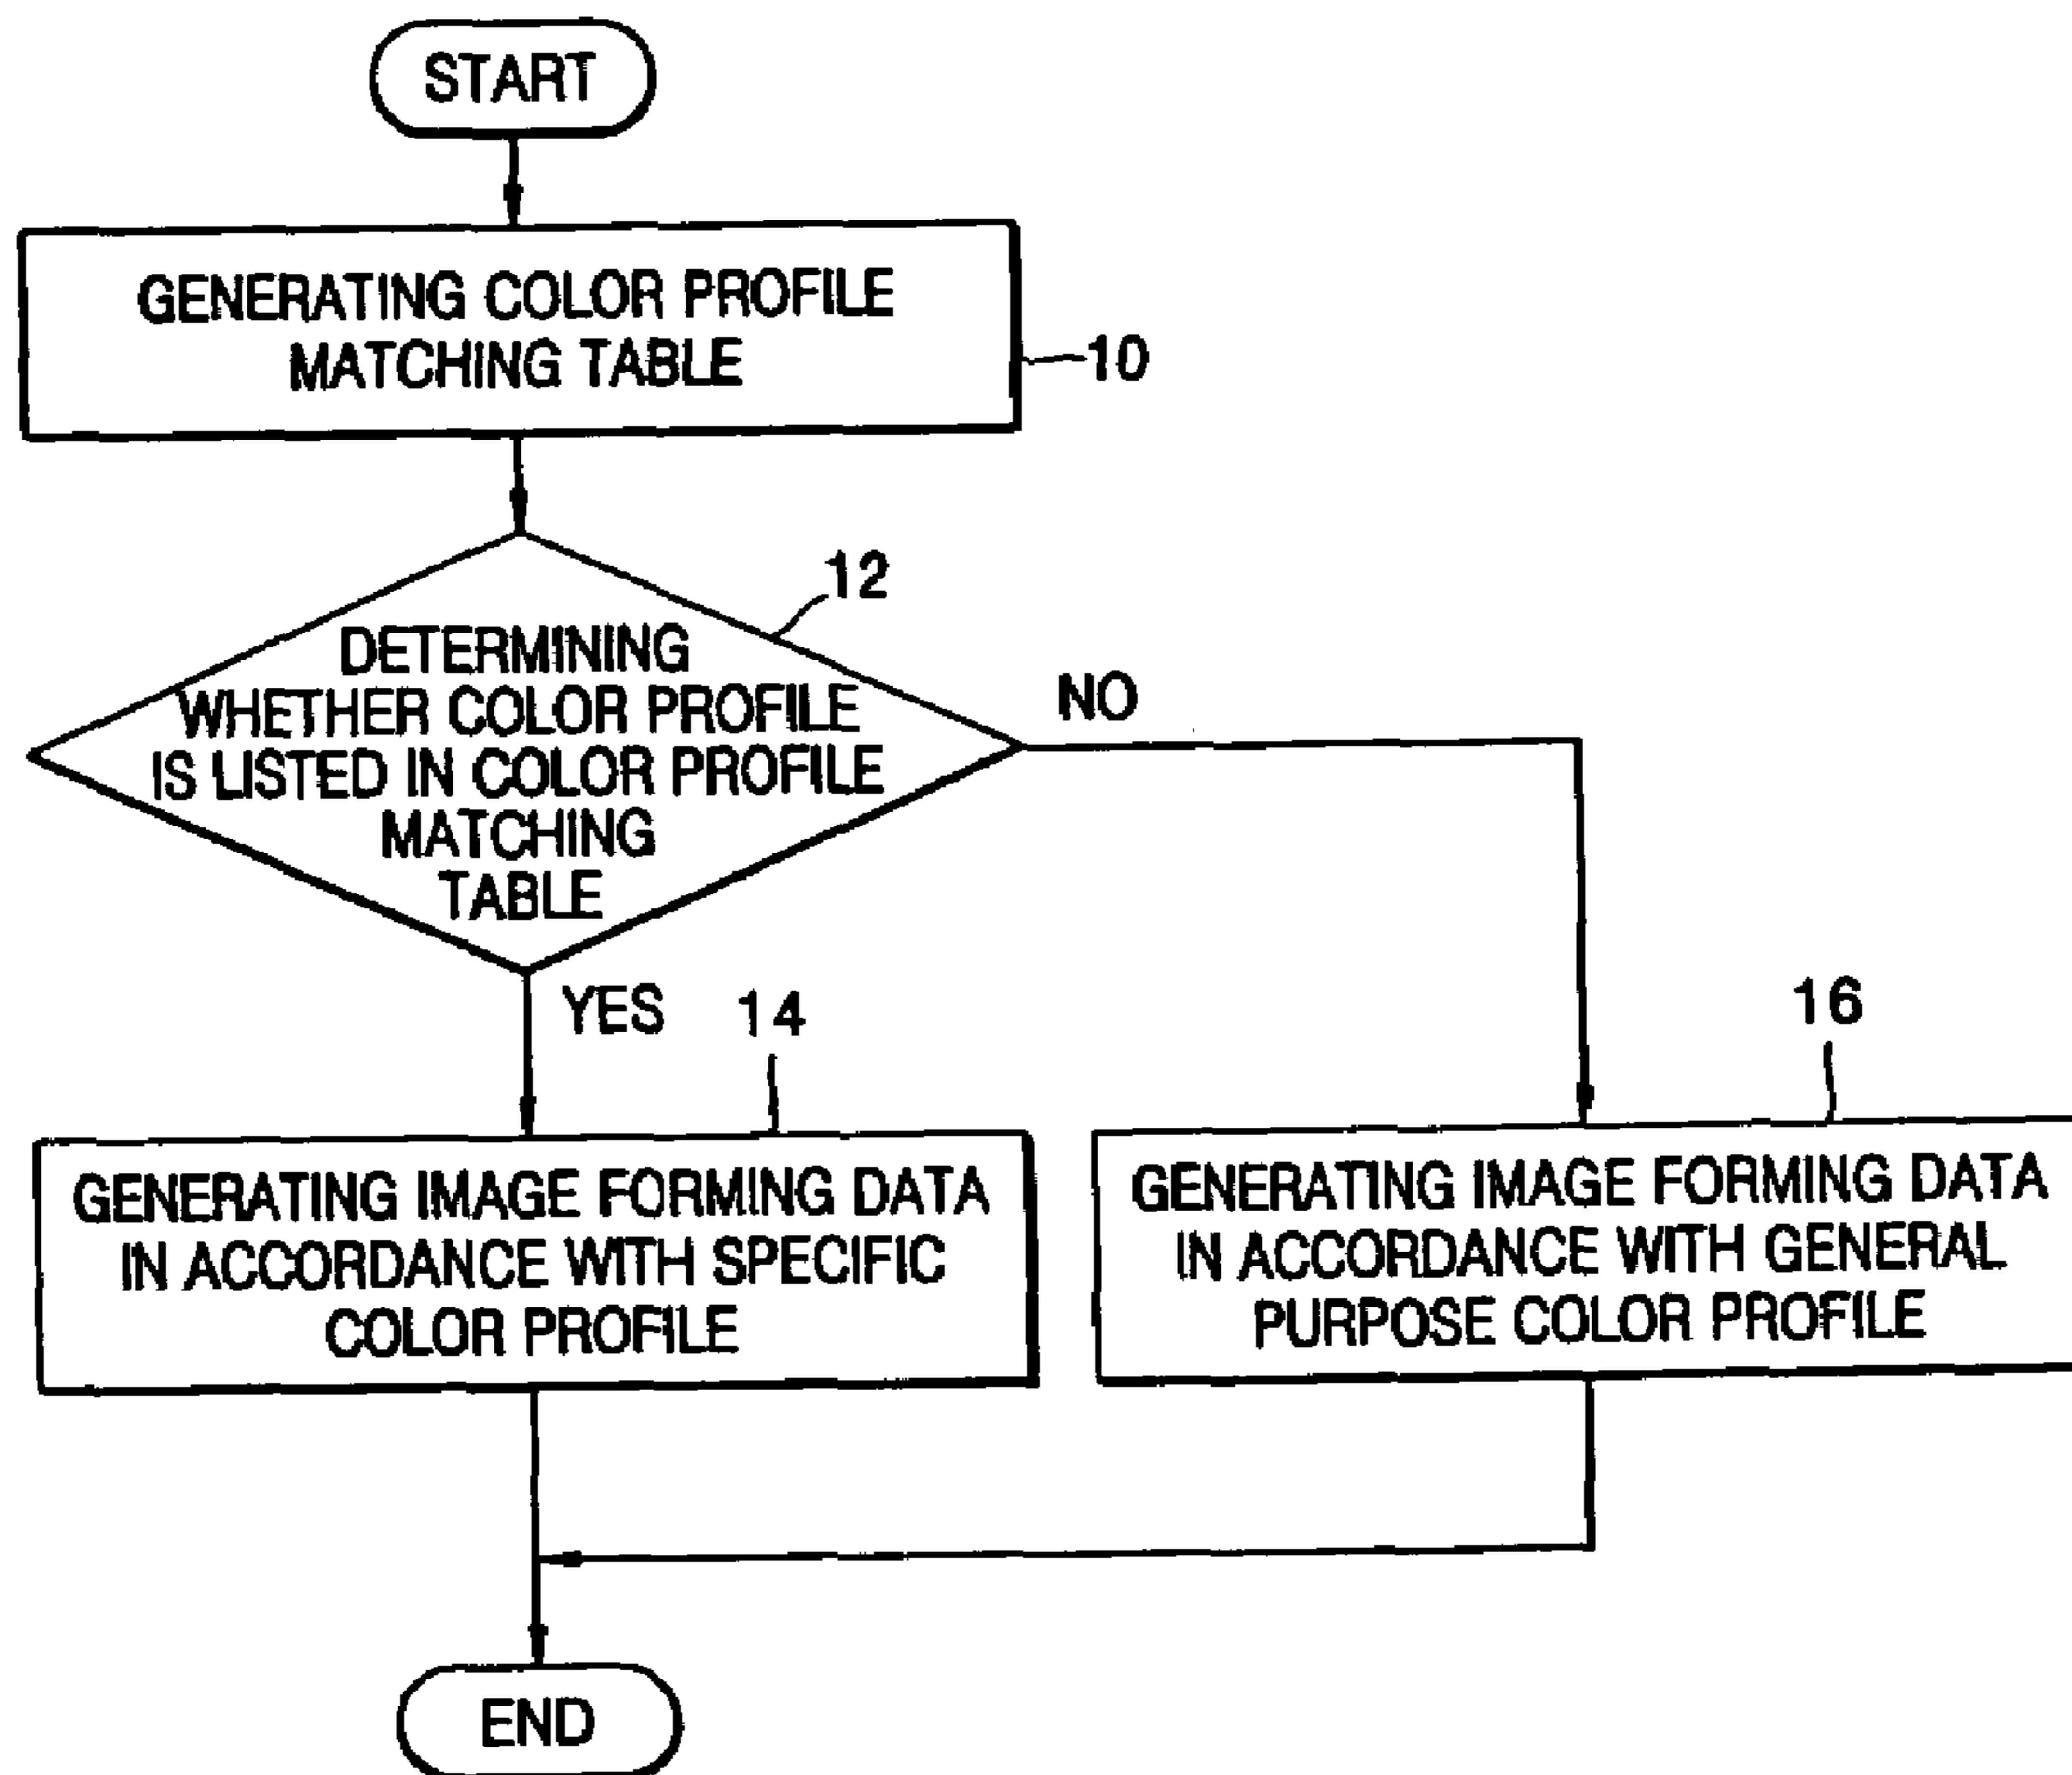 START
GENERATING COLOR PROFILE
MATCHING TABLE
10
12
DETERMINING
WHETHER COLOR PROFILE
IS LISTED IN COLOR PROFILE
MATCHING
TABLE
NO
YES
14
16
GENERATING IMAGE FORMING DATA
IN ACCORDANCE WITH SPECIFIC
COLOR PROFILE
GENERATING IMAGE FORMING DATA
IN ACCORDANCE WITH GENERAL
PURPOSE COLOR PROFILE
END